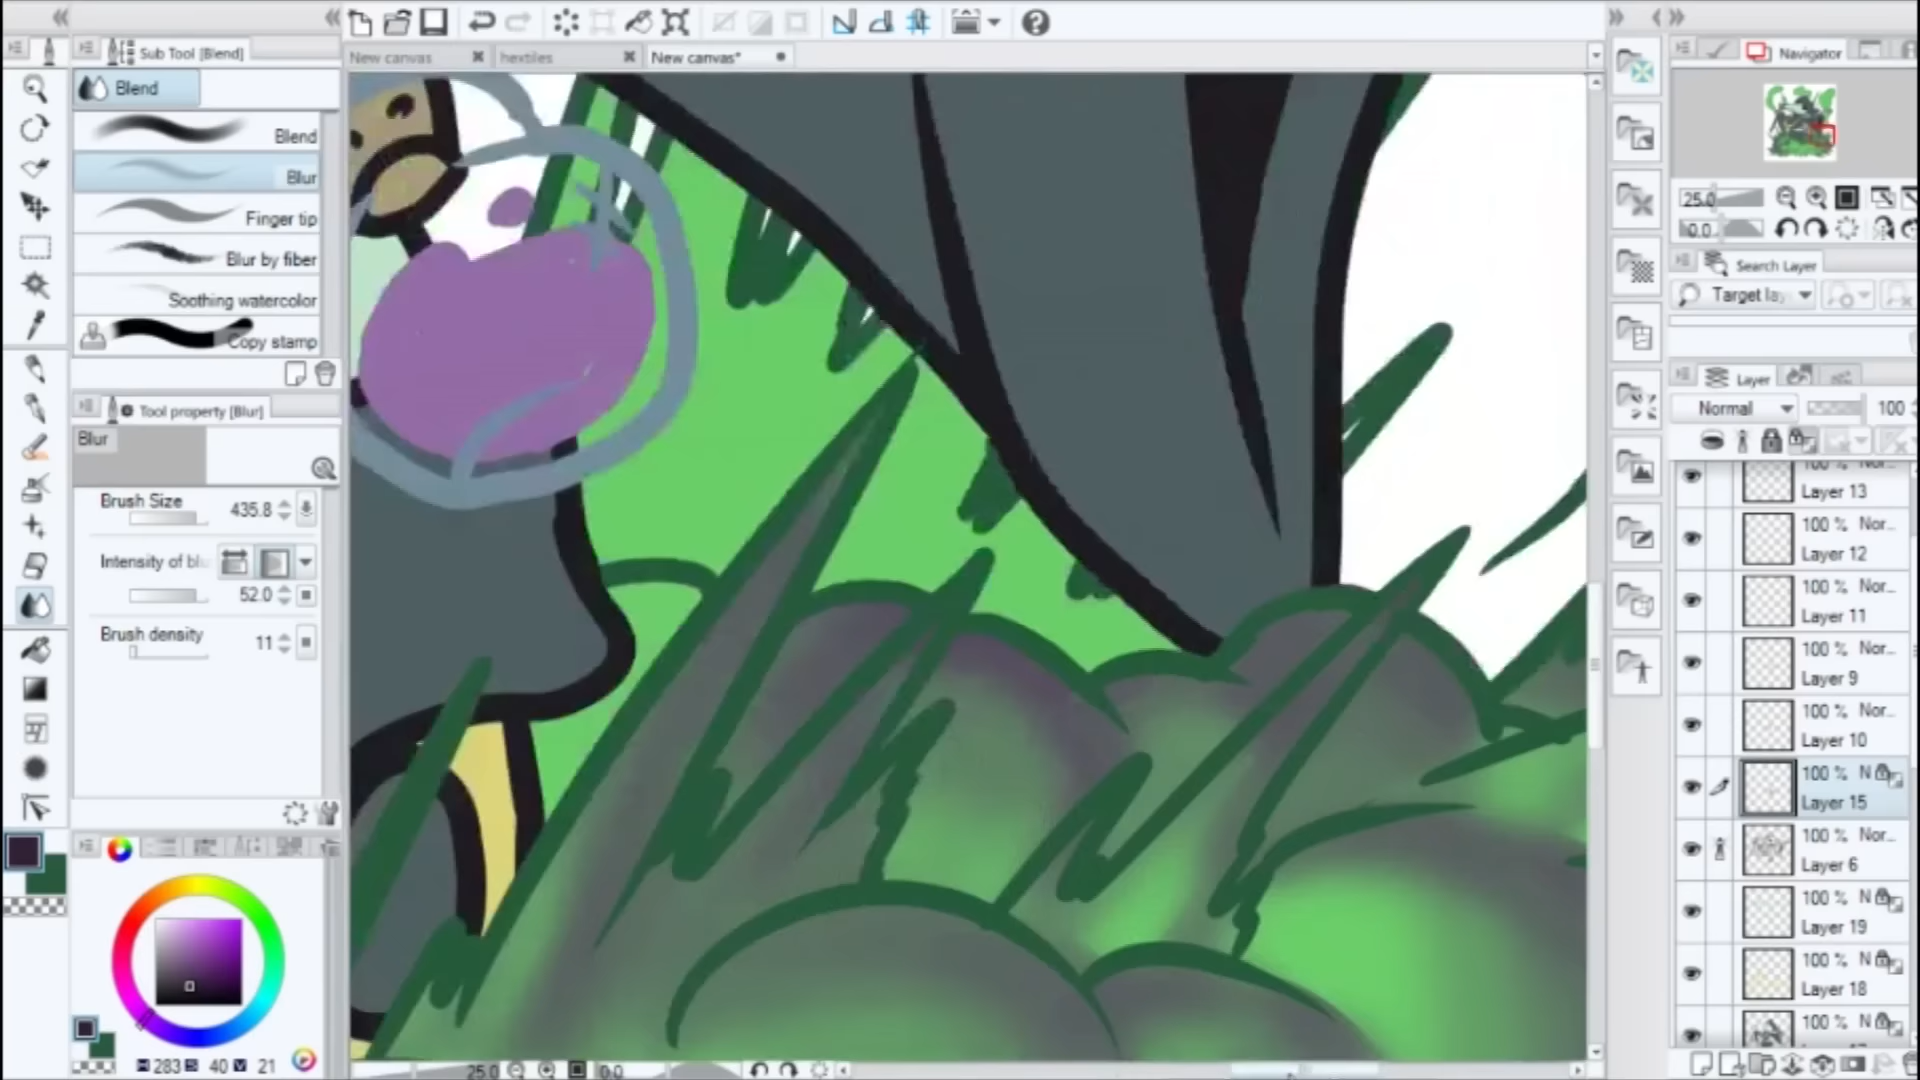 Sub Tool [Blend]
New canvas
hextiles
New canvas*
Navigator
Blend
Blend
Blur
Finger tip
Blur by fiber
Soothing watercolor
Copy stamp
25.0
0.0
Search Layer
Target la
Tool property [Blur]
Layer
Normal
100
Blur
Brush Size
435.8
Intensity of blu
52.0
Brush density
11
Layer 13
100 % Nor...
Layer 12
100 % Nor...
Layer 11
100 % Nor...
Layer 9
100 % Nor...
Layer 10
100 % N
Layer 15
100 % Nor...
Layer 6
100 % N
Layer 19
100 % N
Layer 18
100 % N
H 283 S 40 V 21
25.0
0.0